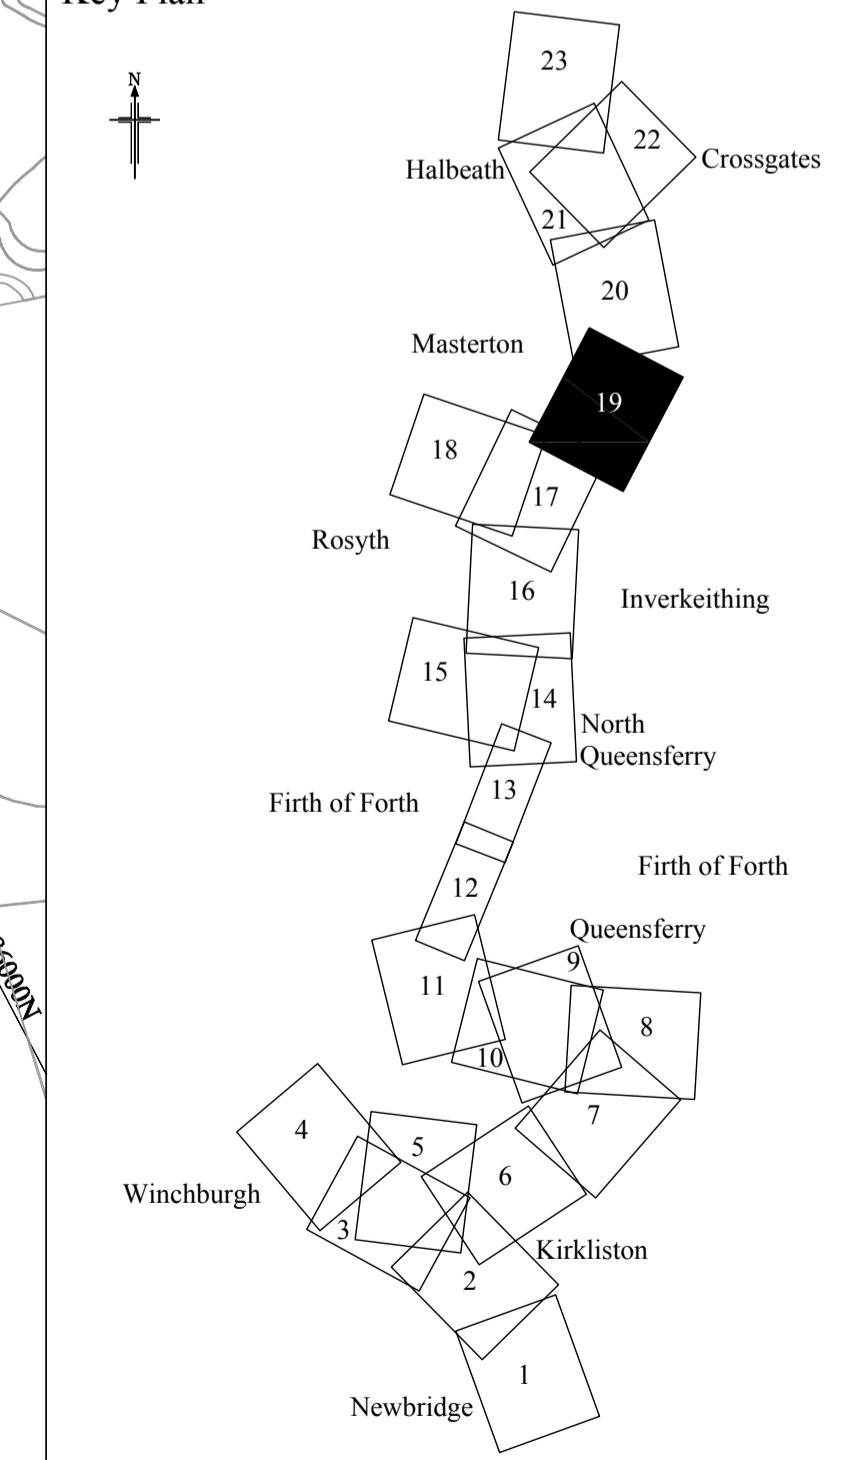 Key Plan
N
23
22
Crossgates
Halbeath
21
20
Masterton
19
18
17
Rosyth
16
Inverkeithing
15
14
North
Queensferry
13
Firth of Forth
Firth of Forth
12
Queensferry
9
11
8
10
7
4
5
6
Winchburgh
3
Kirkliston
2
1
Newbridge